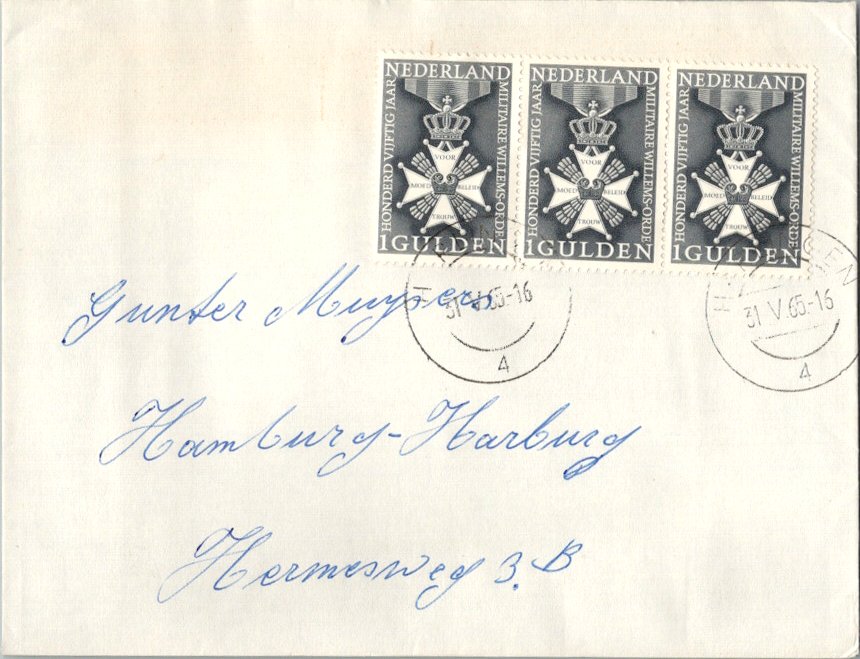 NEDERLAND
HONDERD VIJFTIG JAAR
MILITAIRE WILLEMS-ORDE
VOOR
MOED BELEID
TROUW
1 GULDEN
NEDERLAND
HONDERD VIJFTIG JAAR
MILITAIRE WILLEMS-ORDE
VOOR
MOED BELEID
TROUW
1 GULDEN
NEDERLAND
HONDERD VIJFTIG JAAR
MILITAIRE WILLEMS-ORDE
VOOR
MOED BELEID
TROUW
1 GULDEN
31 V.65-16
4
31 V.65-16
4
Gunter Muypers
Hamburg-Harburg
Hermesweg 3.B